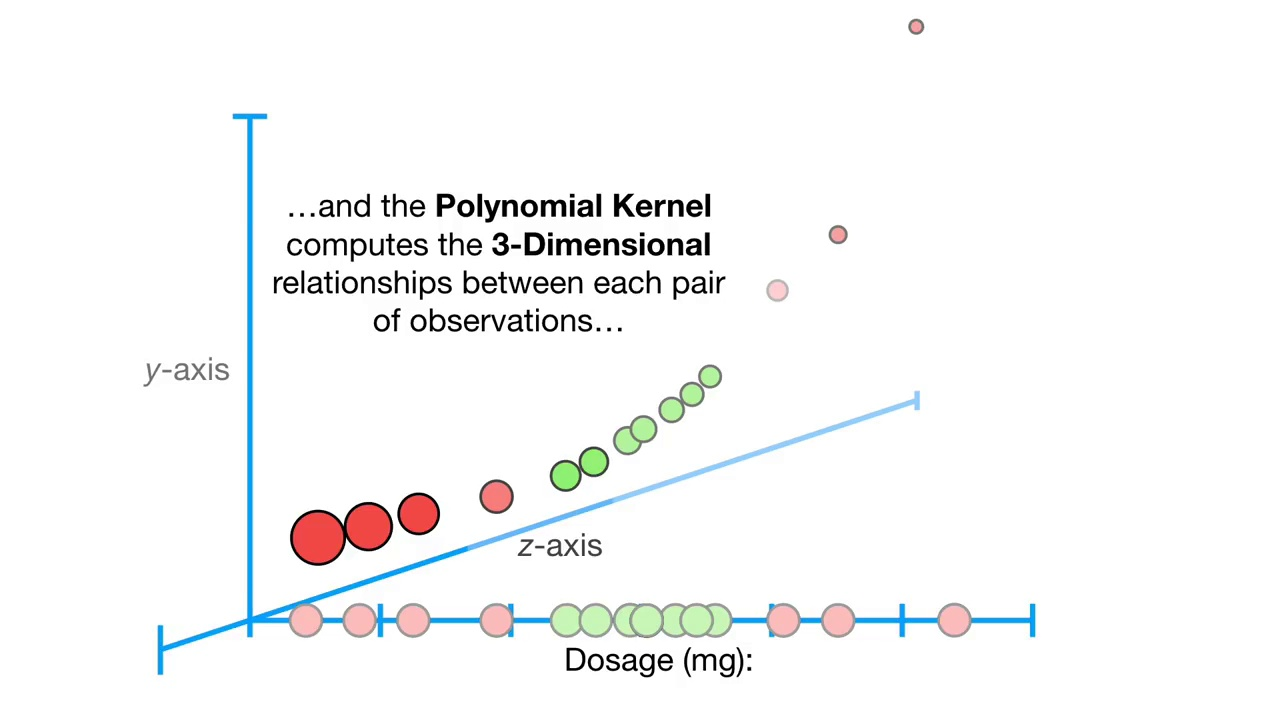 …and the Polynomial Kernel
computes the 3-Dimensional
relationships between each pair
of observations…
y-axis
z-axis
Dosage (mg):